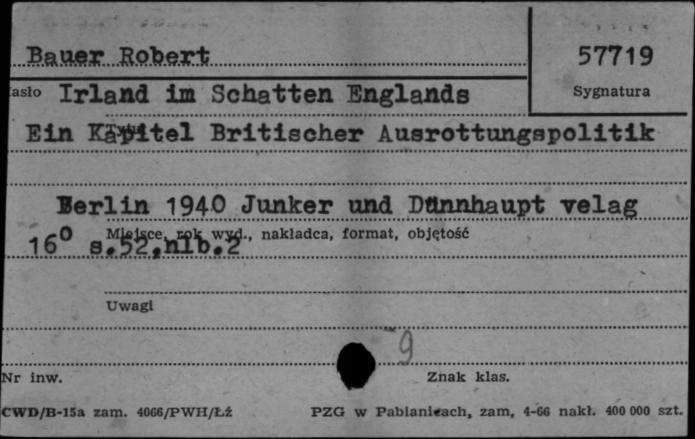 Bauer Robert
57719
asło Irland im Schatten Englands
Sygnatura
Ein Kapitel Britischer Ausrottungspolitik
Berlin 1940 Junker und Dünnhaupt velag
Miejsce, rok wyd., nakładca, format, objętość
16⁰ s.52,nlb.2
Uwagi
9
Nr inw.
Znak klas.
CWD/B-15a zam. 4066/PWH/Łź
PZG w Pabianicach, zam, 4-66 nakł. 400 000 szt.